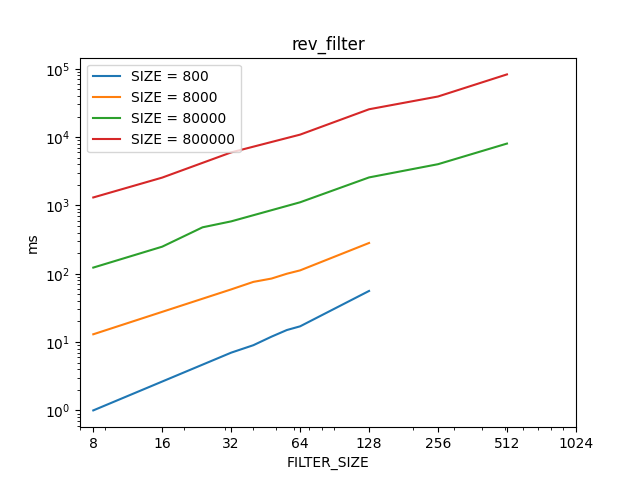 rev_filter
SIZE = 800
SIZE = 8000
SIZE = 80000
SIZE = 800000
ms
10^5
10^4
10^3
10^2
10^1
10^0
8 16 32 64 128 256 512 1024
FILTER_SIZE